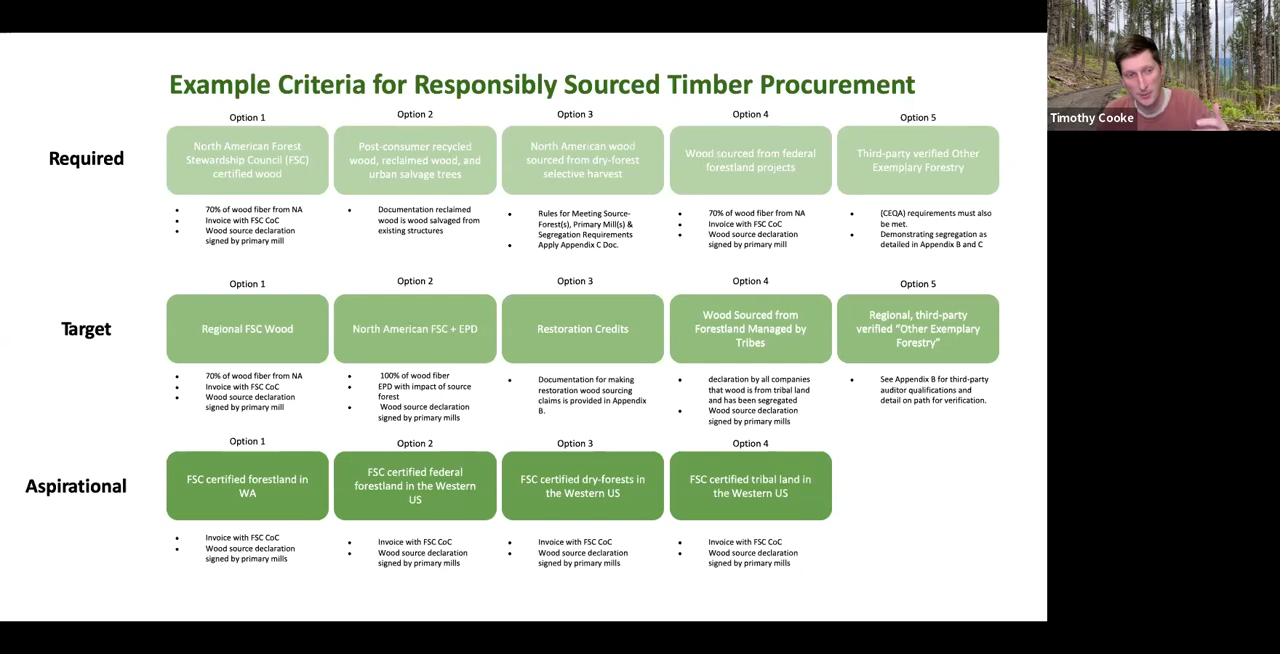 Example Criteria for Responsibly Sourced Timber Procurement
Timothy Cooke
Required
Option 1
North American Forest
Stewardship Council (FSC)
certified wood
• 70% of wood fiber from NA
• Invoice with FSC CoC
• Wood source declaration
signed by primary mill
Option 2
Post-consumer recycled
wood, reclaimed wood, and
urban salvage trees
• Documentation reclaimed
wood is wood salvaged from
existing structures
Option 3
North American wood
sourced from dry-forest
selective harvest
• Rules for Meeting Source-
Forest(s), Primary Mill(s) &
Segregation Requirements
• Apply Appendix C Doc.
Option 4
Wood sourced from federal
forestland projects
• 70% of wood fiber from NA
• Invoice with FSC CoC
• Wood source declaration
signed by primary mill
Option 5
Third-party verified Other
Exemplary Forestry
• (CEQA) requirements must also
be met.
• Demonstrating segregation as
detailed in Appendix B and C
Target
Option 1
Regional FSC Wood
• 70% of wood fiber from NA
• Invoice with FSC CoC
• Wood source declaration
signed by primary mill
Option 2
North American FSC + EPD
• 100% of wood fiber
• EPD with impact of source
forest
• Wood source declaration
signed by primary mills
Option 3
Restoration Credits
• Documentation for making
restoration wood sourcing
claims is provided in Appendix
B.
Option 4
Wood Sourced from
Forestland Managed by
Tribes
• declaration by all companies
that wood is from tribal land
and has been segregated
• Wood source declaration
signed by primary mills
Option 5
Regional, third-party
verified “Other Exemplary
Forestry”
• See Appendix B for third-party
auditor qualifications and
detail on path for verification.
Aspirational
Option 1
FSC certified forestland in
WA
• Invoice with FSC CoC
• Wood source declaration
signed by primary mills
Option 2
FSC certified federal
forestland in the Western
US
• Invoice with FSC CoC
• Wood source declaration
signed by primary mills
Option 3
FSC certified dry-forests in
the Western US
• Invoice with FSC CoC
• Wood source declaration
signed by primary mills
Option 4
FSC certified tribal land in
the Western US
• Invoice with FSC CoC
• Wood source declaration
signed by primary mills